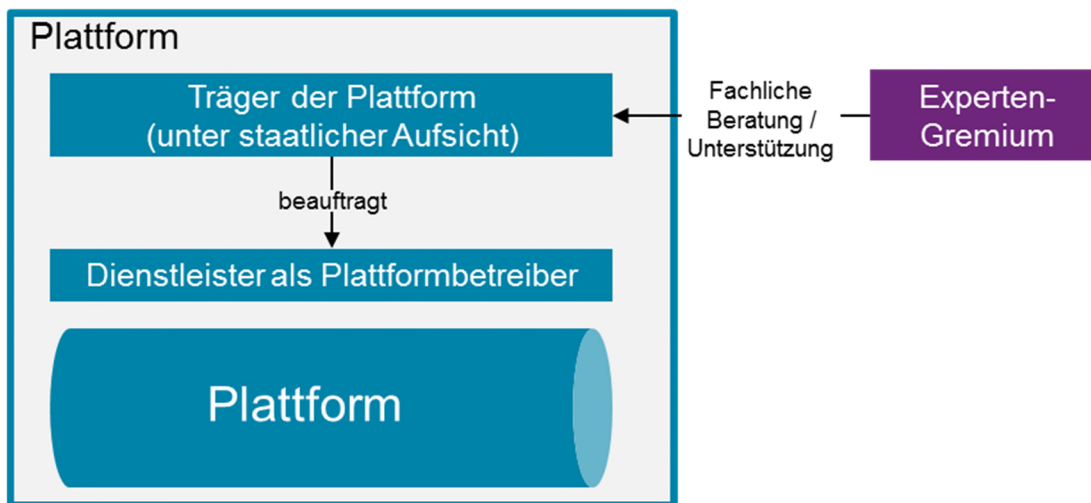 Plattform
Träger der Plattform
(unter staatlicher Aufsicht)
Fachliche
Beratung /
Unterstützung
Experten-
Gremium
beauftragt
Dienstleister als Plattformbetreiber
Plattform